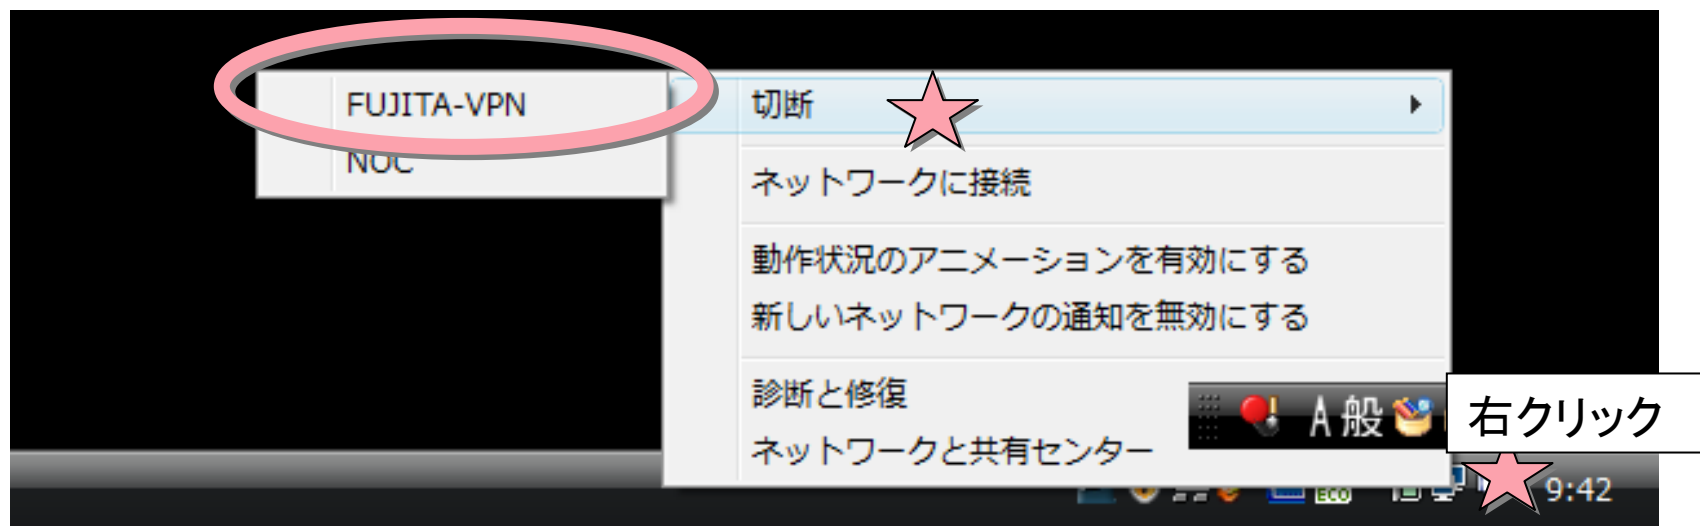 FUJITA-VPN
NOC
切断
ネットワークに接続
動作状況のアニメーションを有効にする
新しいネットワークの通知を無効にする
診断と修復
ネットワークと共有センター
A 般
右クリック
ECO
9:42